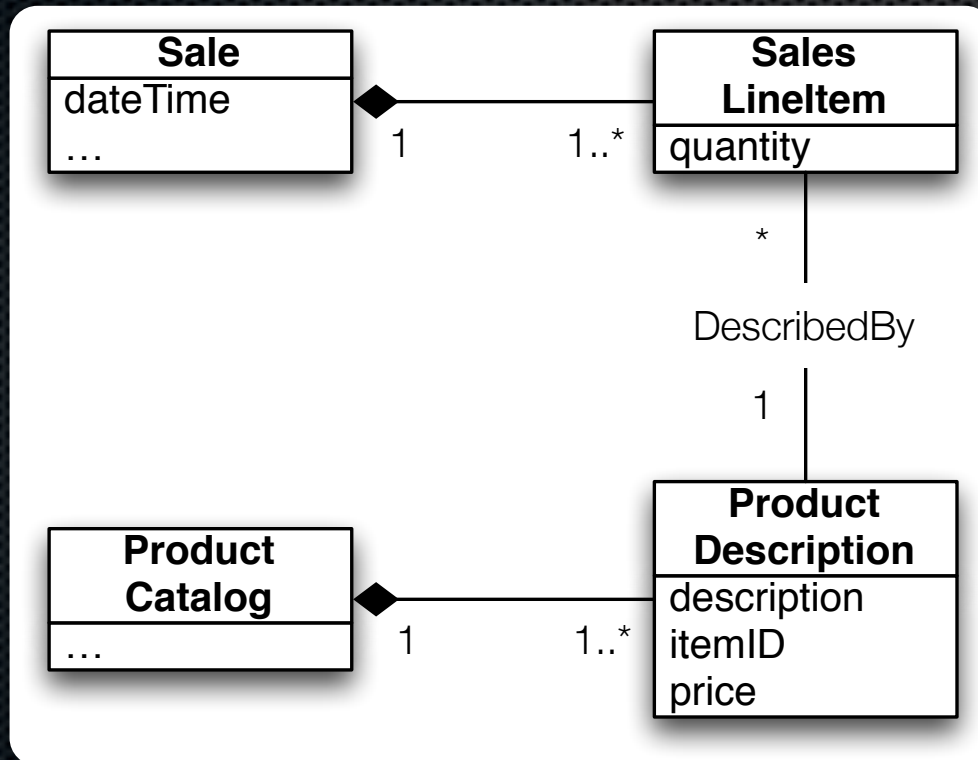 Sale
dateTime
…
1
1..*
Sales
LineItem
quantity
*
DescribedBy
1
Product
Catalog
…
1
1..*
Product
Description
description
itemID
price